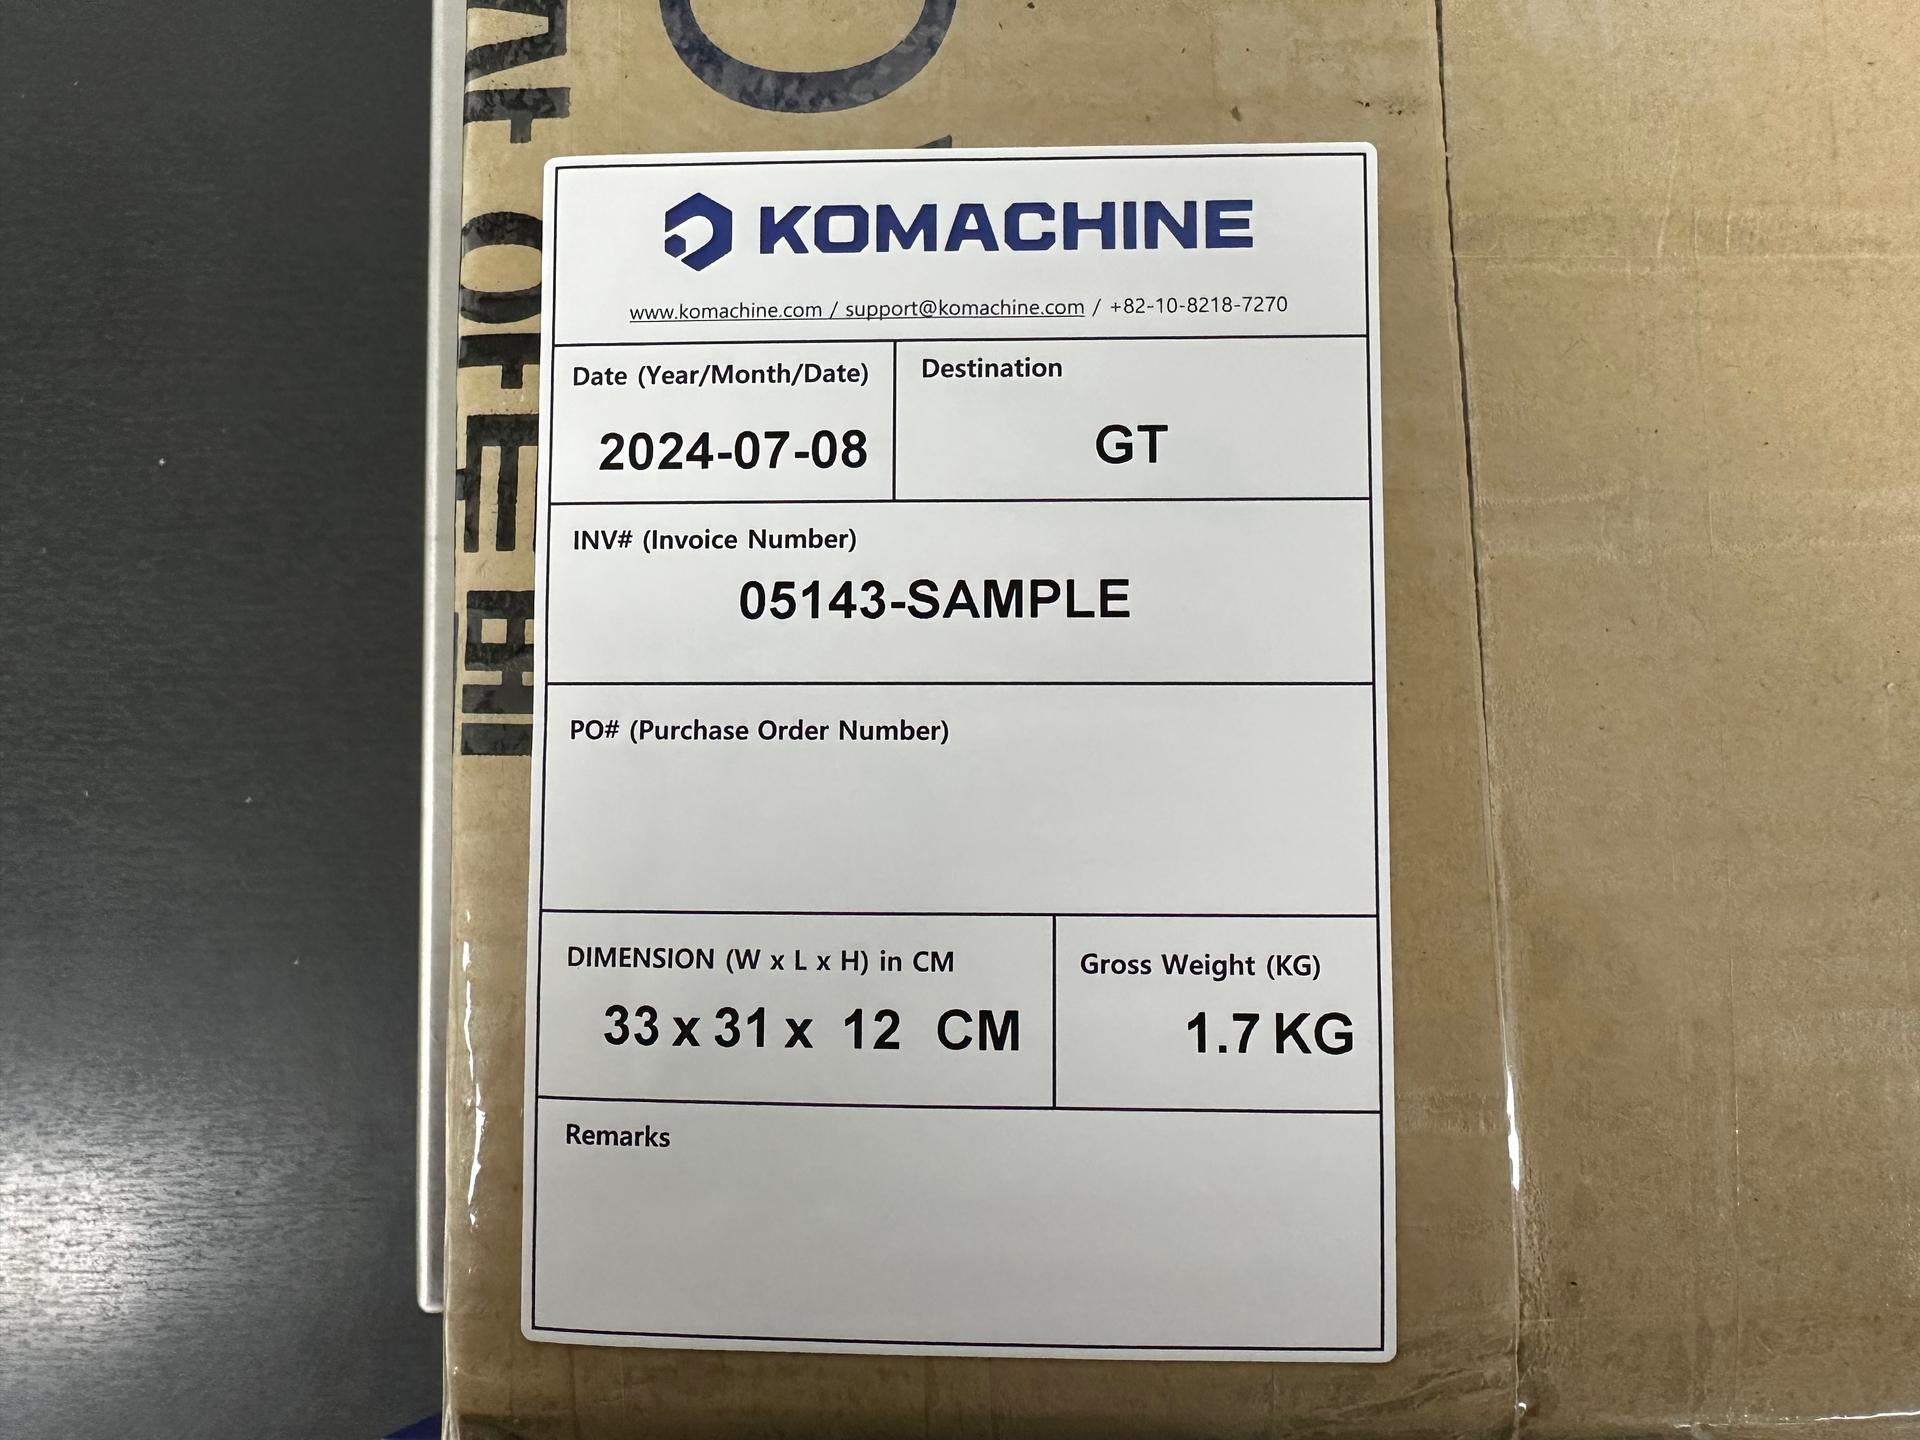 KOMACHINE
www.komachine.com / support@komachine.com / +82-10-8218-7270
Date (Year/Month/Date)
2024-07-08
Destination
GT
INV# (Invoice Number)
05143-SAMPLE
PO# (Purchase Order Number)
DIMENSION (W x L x H) in CM
33 x 31 x 12 CM
Gross Weight (KG)
1.7 KG
Remarks